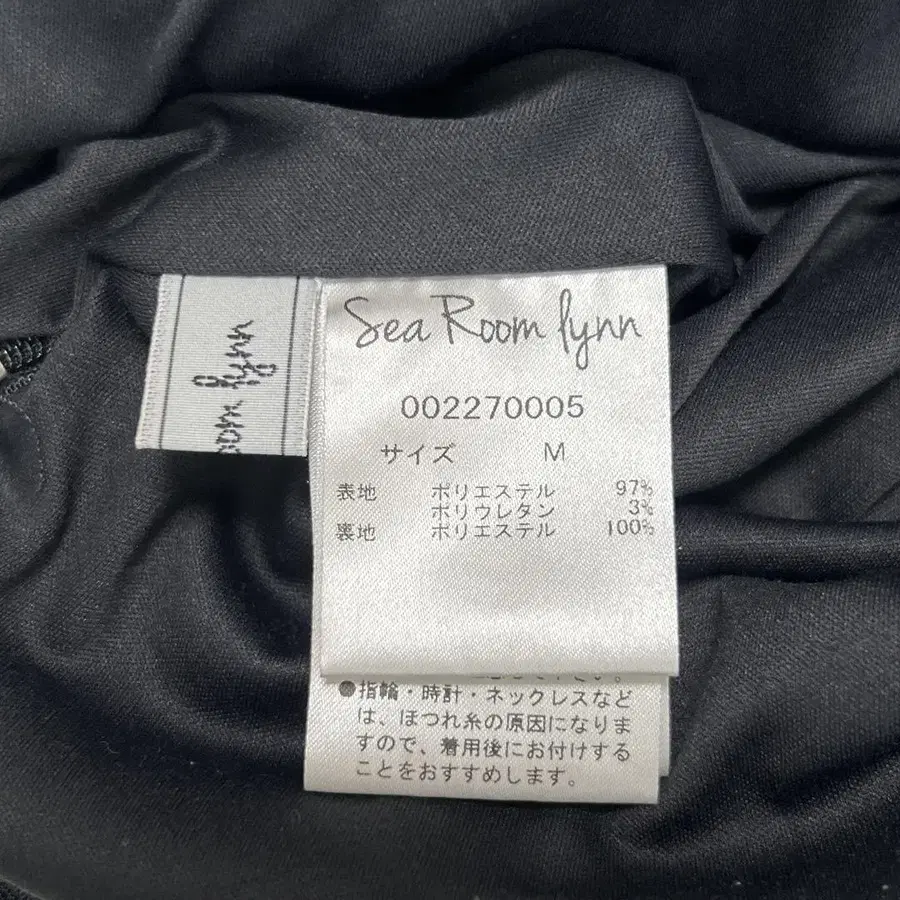 Sea Room lynn
oom lynn
002270005
サイズ M
表地 ポリエステル 97%
ポリウレタン 3%
裏地 ポリエステル 100%
●指輪・時計・ネックレスなど
は、ほつれ糸の原因になりま
すので、着用後にお付けする
ことをおすすめします。